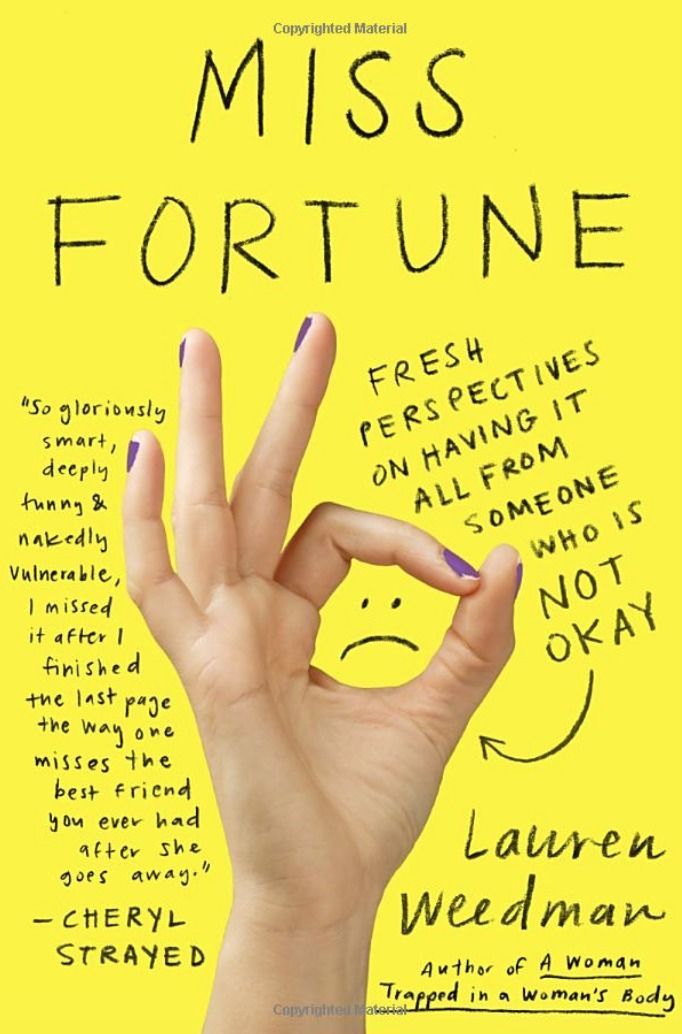 Copyrighted Material
MISS
FORTUNE
FRESH
PERSPECTIVES
ON HAVING IT
ALL FROM
SOMEONE
WHO IS
NOT
OKAY
"So gloriously
smart,
deeply
funny &
nakedly
vulnerable,
I missed
it after I
finished
the last page
the way one
misses the
best friend
you ever had
after she
goes away."
— CHERYL
STRAYED
Lauren
Weedman
Author of A Woman
Trapped in a Woman's Body
Copyrighted Material